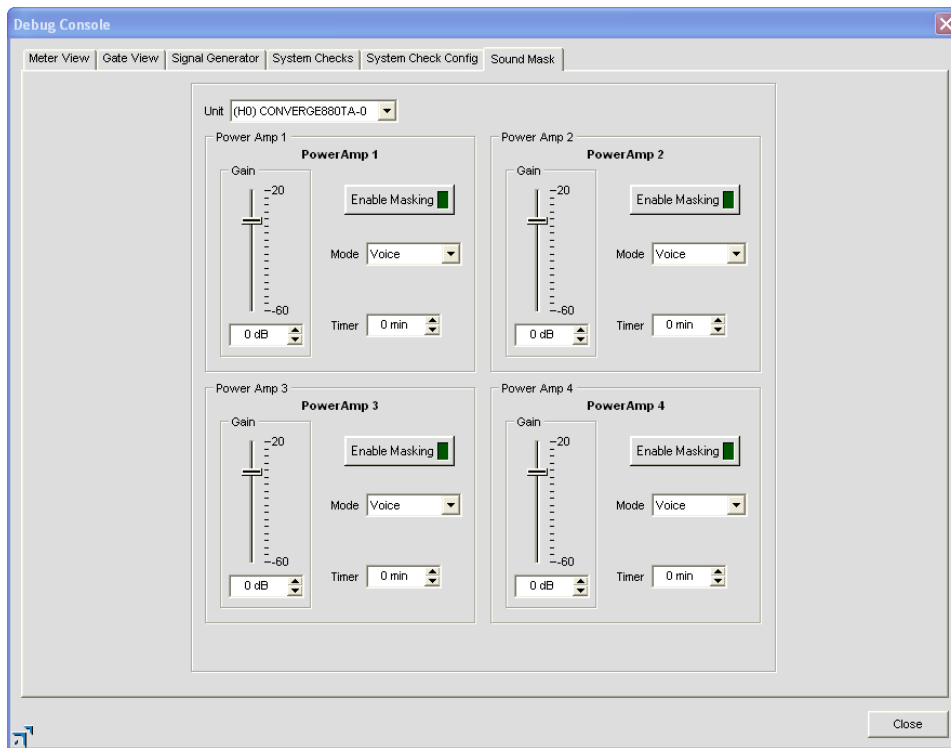 Debug Console
Meter View Gate View Signal Generator System Checks System Check Config Sound Mask
Unit (H0) CONVERGE880TA-0
Power Amp 1
PowerAmp 1
Gain
20
Enable Masking
Mode Voice
-60
0 dB
Timer 0 min
Power Amp 2
PowerAmp 2
Gain
20
Enable Masking
Mode Voice
-60
0 dB
Timer 0 min
Power Amp 3
PowerAmp 3
Gain
20
Enable Masking
Mode Voice
-60
0 dB
Timer 0 min
Power Amp 4
PowerAmp 4
Gain
20
Enable Masking
Mode Voice
-60
0 dB
Timer 0 min
Close